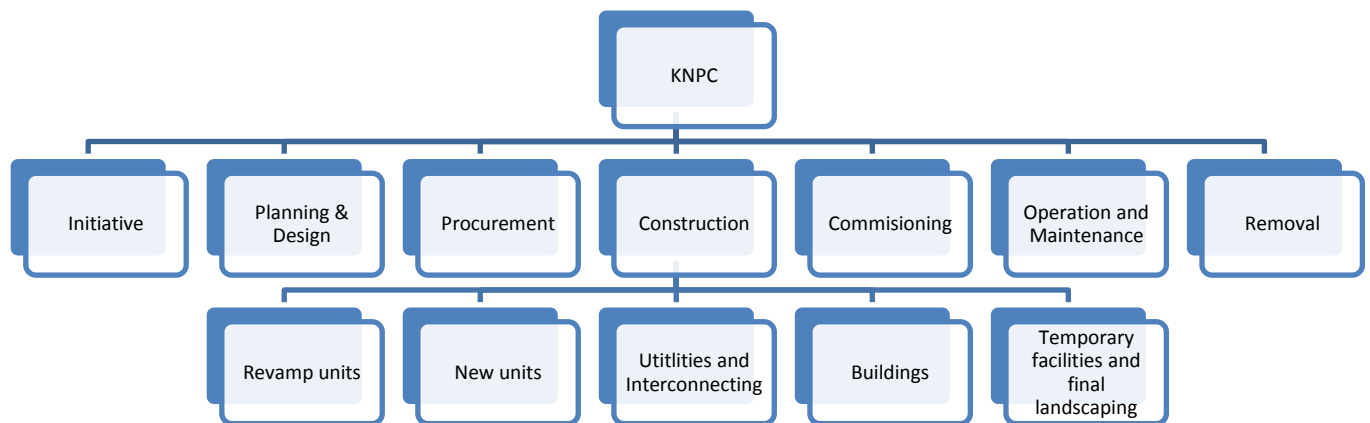 KNPC
Initiative
Planning &
Design
Procurement
Construction
Commisioning
Operation and
Maintenance
Removal
Revamp units
New units
Utitlities and
Interconnecting
Buildings
Temporary
facilities and
final
landscaping